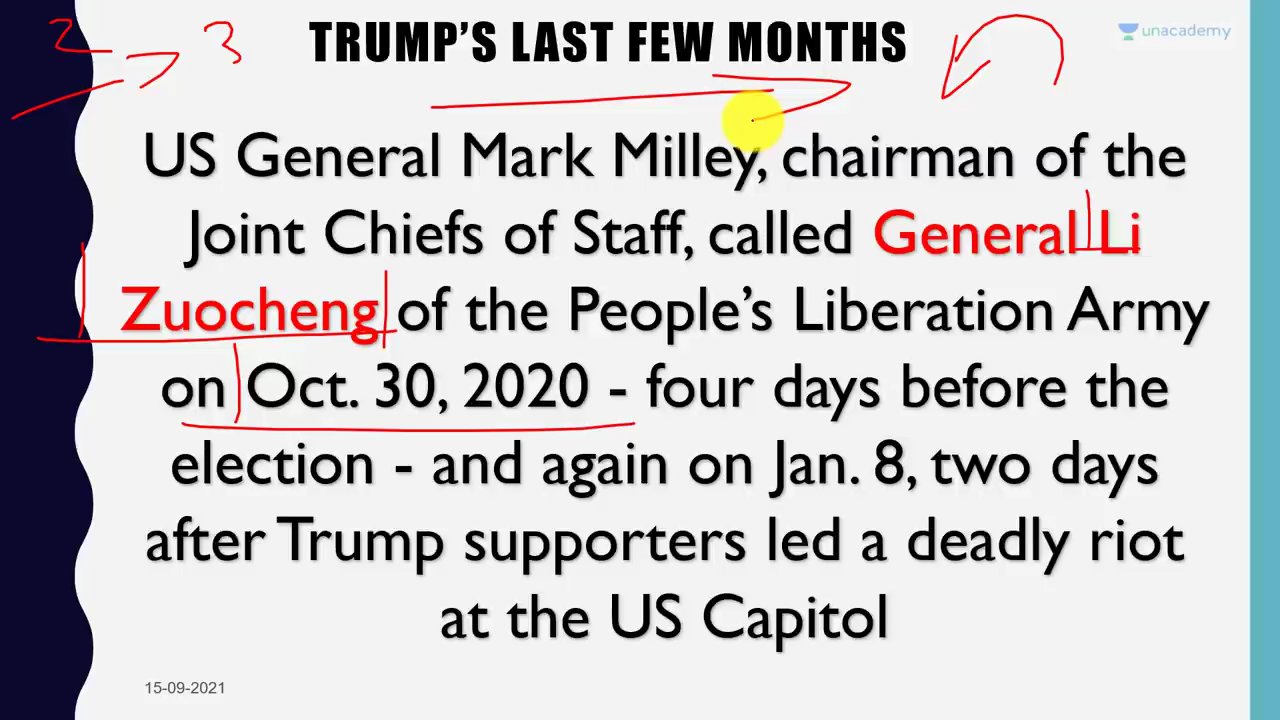 2 3
TRUMP'S LAST FEW MONTHS
unacademy
US General Mark Milley, chairman of the
Joint Chiefs of Staff, called General Li
Zuocheng of the People's Liberation Army
on Oct. 30, 2020 - four days before the
election - and again on Jan. 8, two days
after Trump supporters led a deadly riot
at the US Capitol
15-09-2021